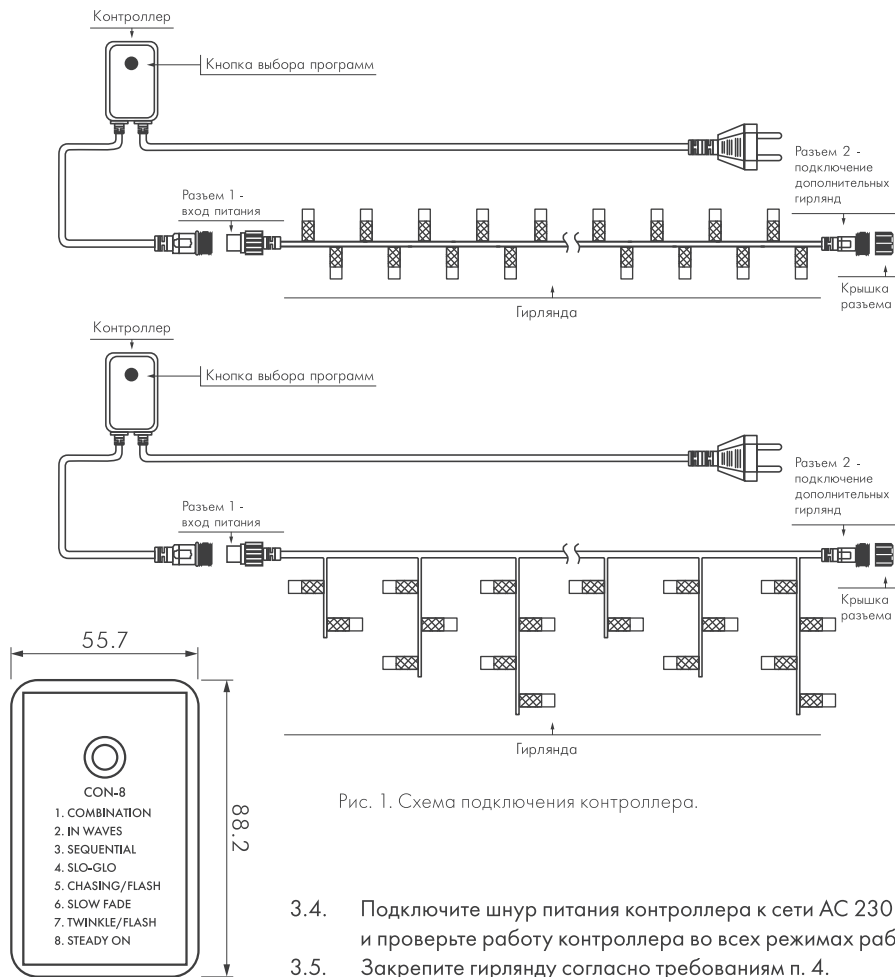 Контроллер
Кнопка выбора программ
Разъем 2 -
подключение
дополнительных
гирлянд
Разъем 1 -
вход питания
Крышка
разъема
Гирлянда
Контроллер
Кнопка выбора программ
Разъем 2 -
подключение
дополнительных
гирлянд
Разъем 1 -
вход питания
Крышка
разъема
Гирлянда
55.7
88.2
CON-8
1. COMBINATION
2. IN WAVES
3. SEQUENTIAL
4. SLO-GLO
5. CHASING/FLASH
6. SLOW FADE
7. TWINKLE/FLASH
8. STEADY ON
Рис. 1. Схема подключения контроллера.
3.4. Подключите шнур питания контроллера к сети AC 230
и проверьте работу контроллера во всех режимах
3.5. Закрепите гирлянду согласно требованиям п. 4.